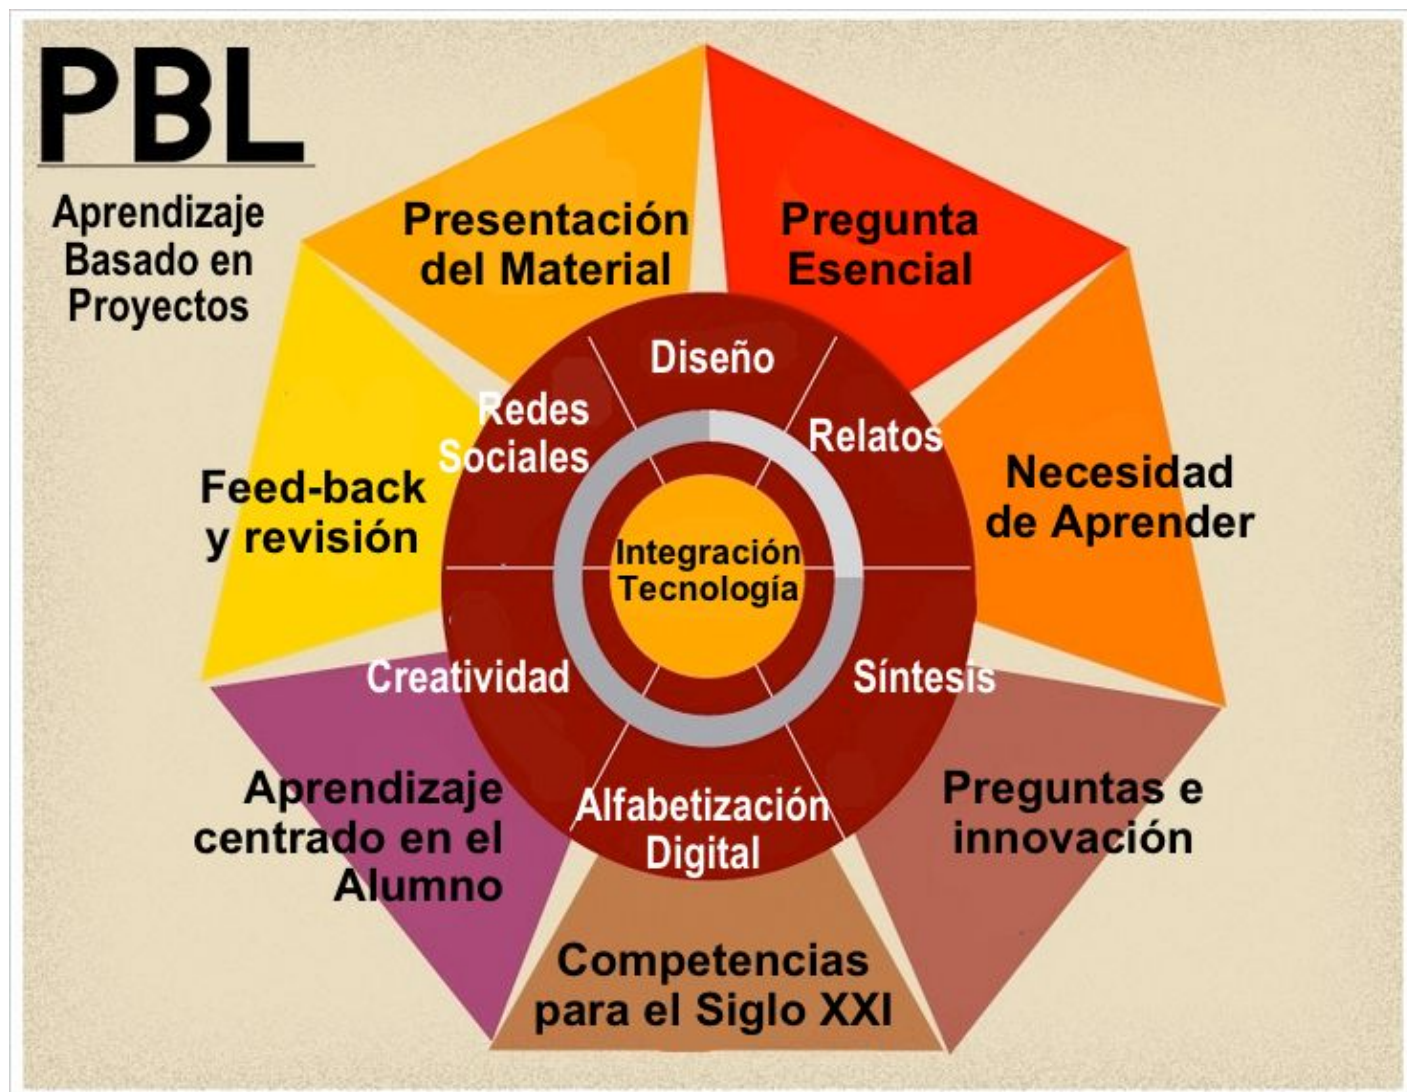 PBL
Aprendizaje
Basado en
Proyectos
Presentación
del Material
Pregunta
Esencial
Necesidad
de Aprender
Preguntas e
innovación
Competencias
para el Siglo XXI
Aprendizaje
centrado en el
Alumno
Feed-back
y revisión
Diseño
Relatos
Síntesis
Alfabetización
Digital
Creatividad
Redes
Sociales
Integración
Tecnología